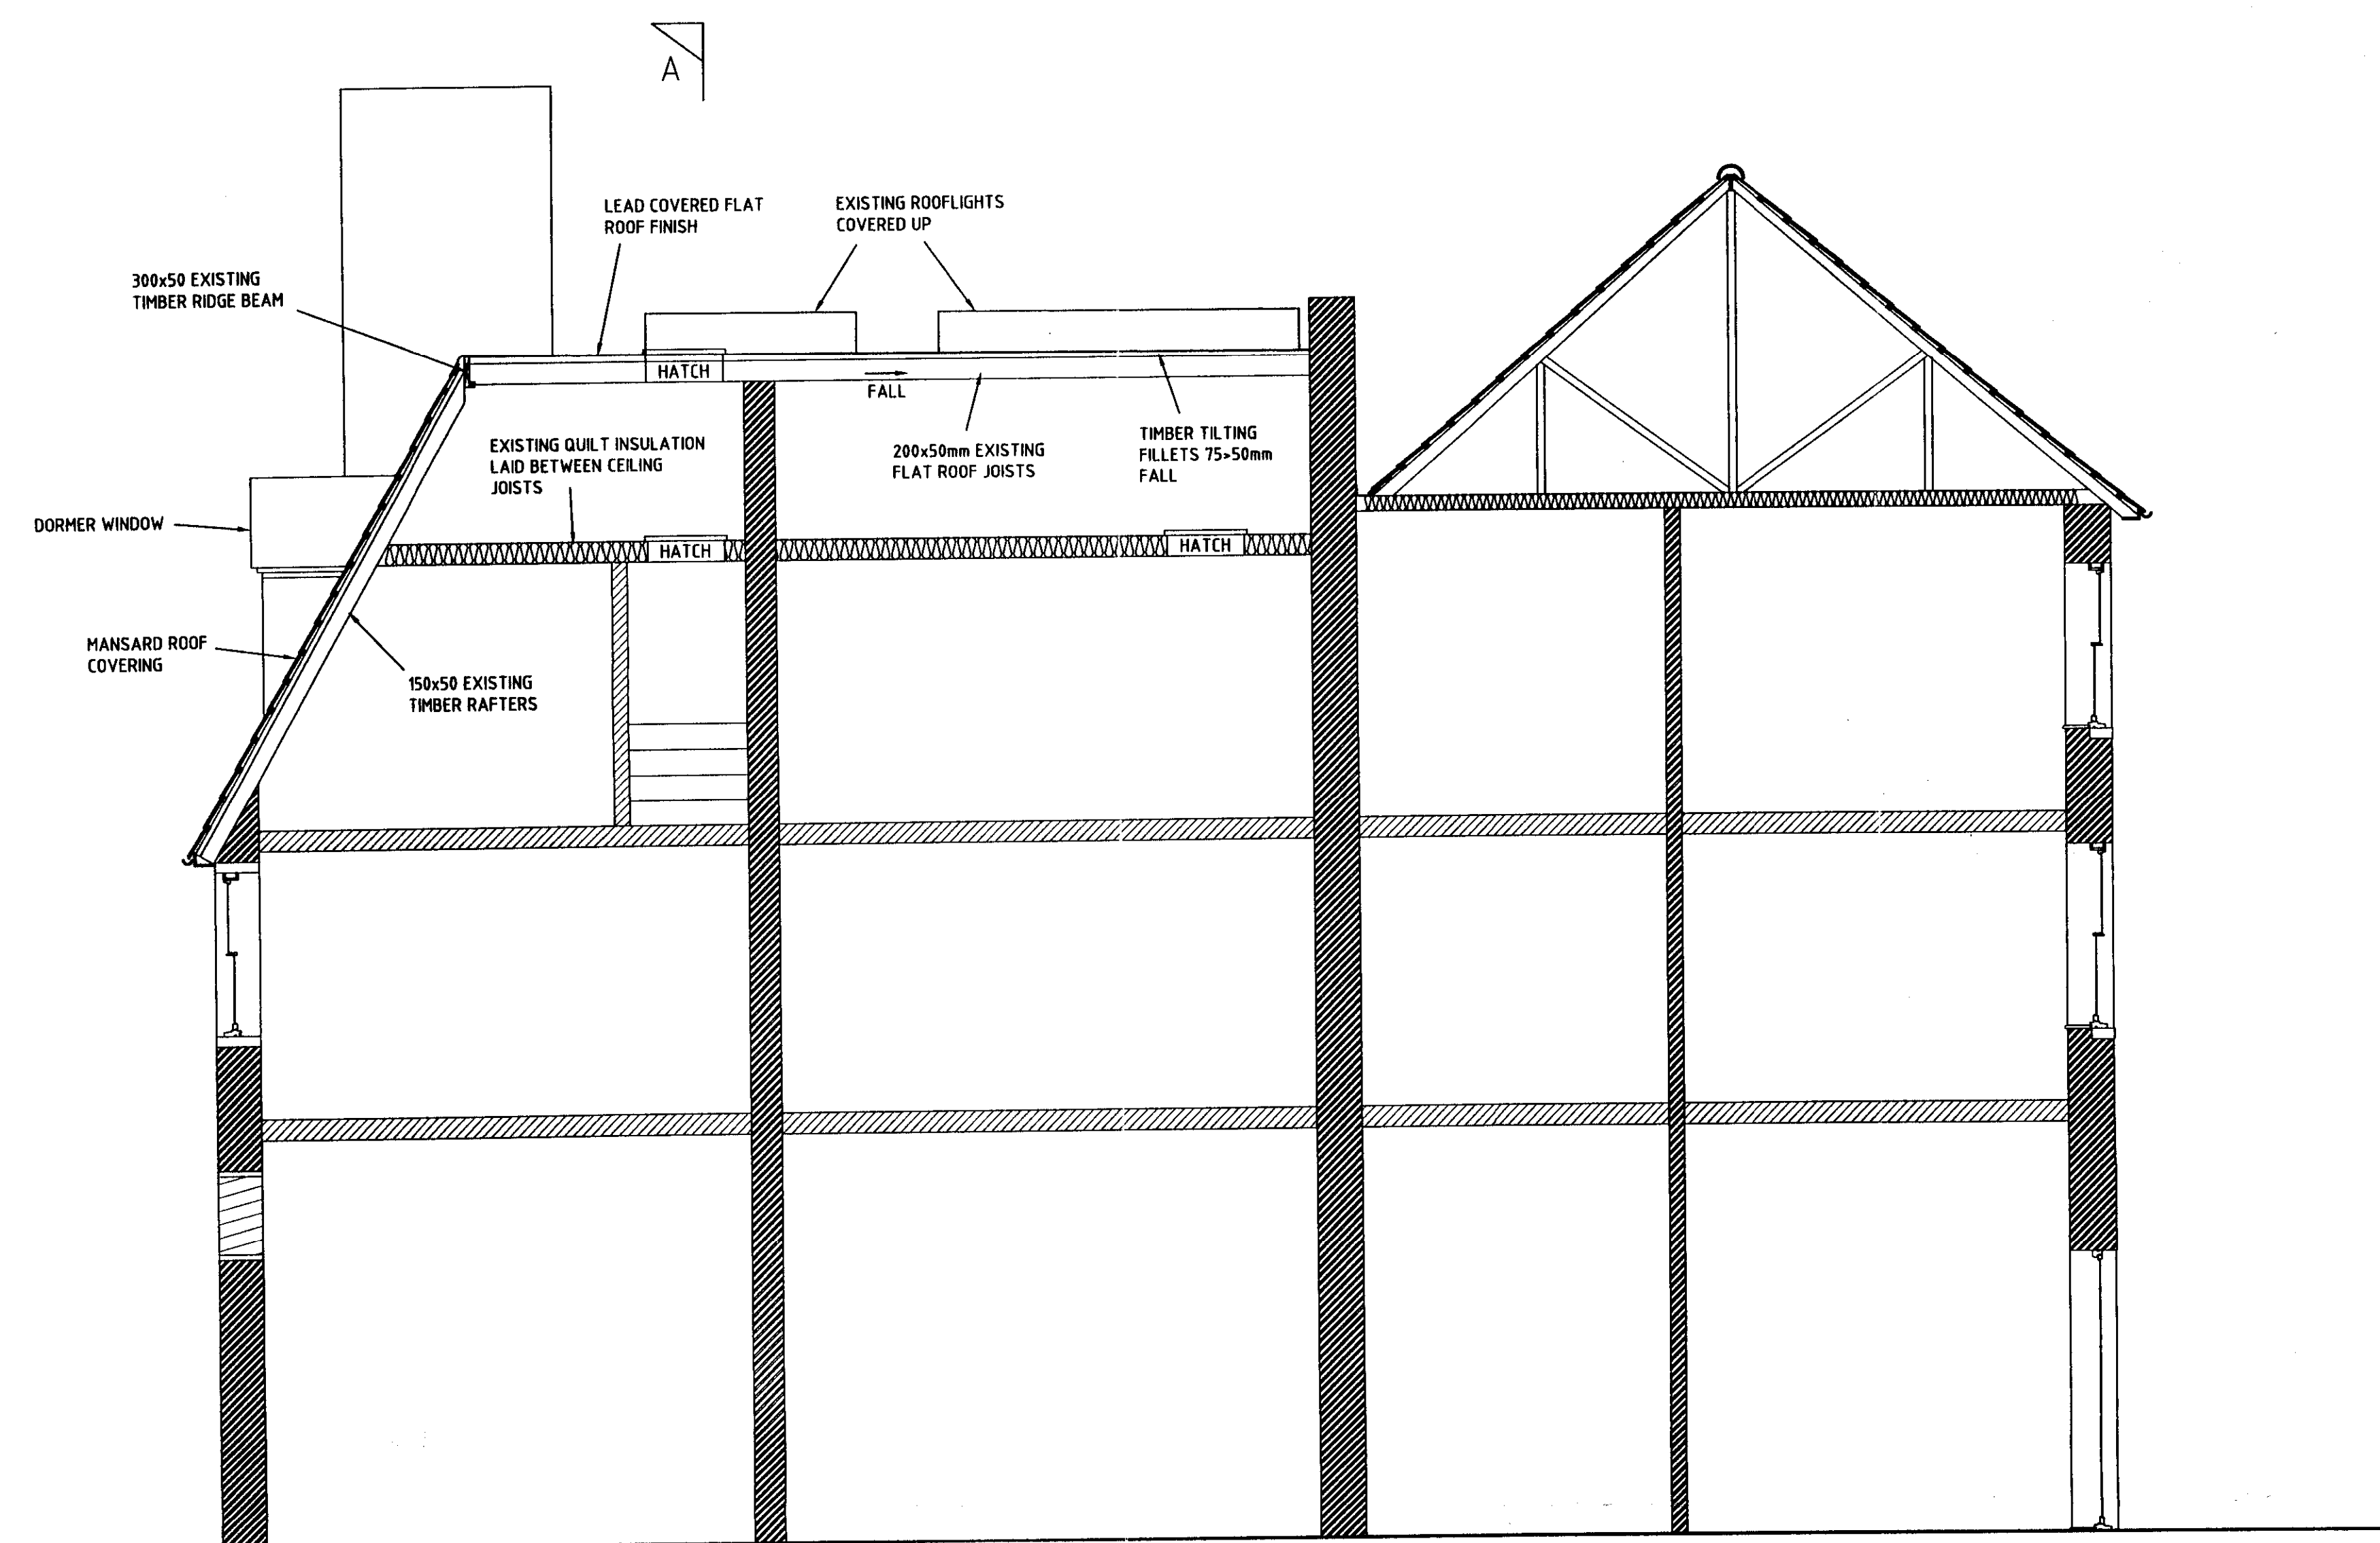 A
LEAD COVERED FLAT
ROOF FINISH
EXISTING ROOFLIGHTS
COVERED UP
300x50 EXISTING
TIMBER RIDGE BEAM
HATCH
FALL
EXISTING QUILT INSULATION
LAID BETWEEN CEILING
JOISTS
200x50mm EXISTING
FLAT ROOF JOISTS
TIMBER TILTING
FILLETS 75>50mm
FALL
DORMER WINDOW
HATCH
HATCH
MANSARD ROOF
COVERING
150x50 EXISTING
TIMBER RAFTERS